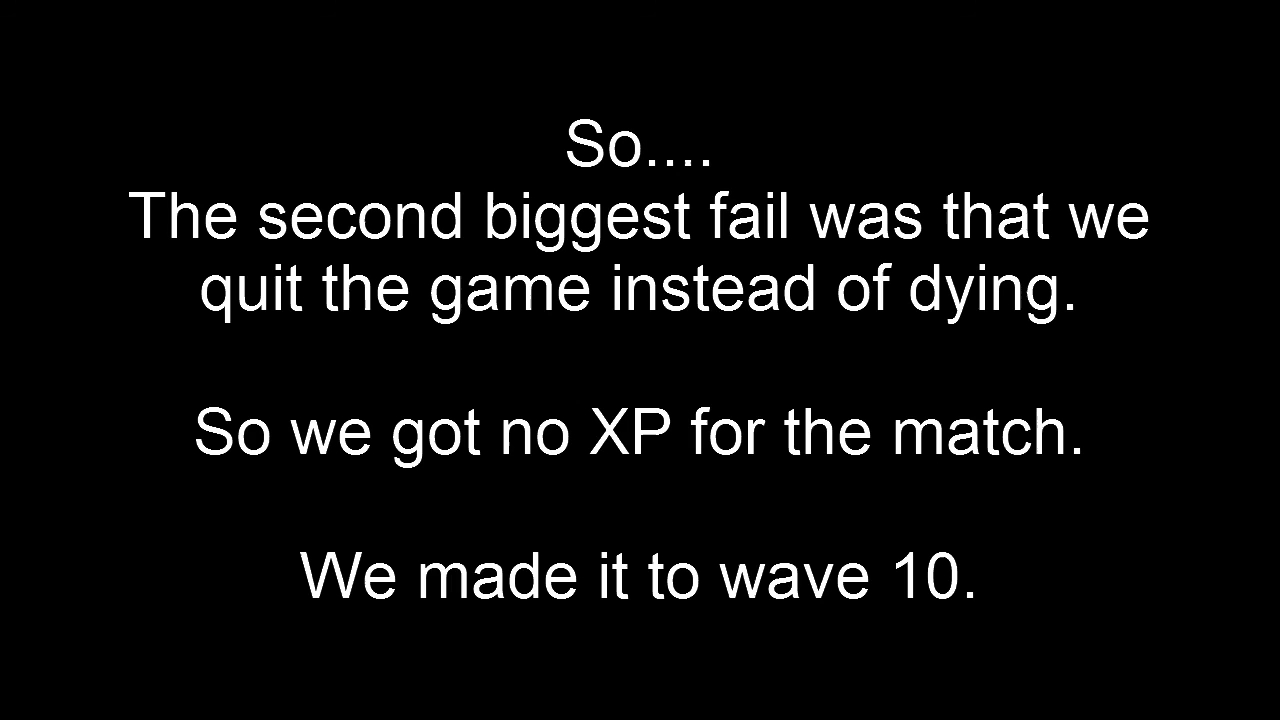 So....
The second biggest fail was that we
quit the game instead of dying.
So we got no XP for the match.
We made it to wave 10.